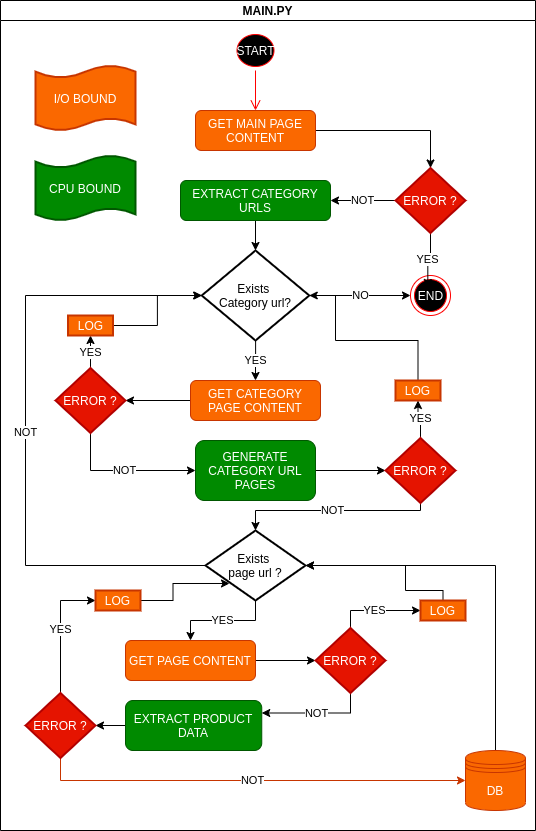 MAIN.PY
START
I/O BOUND
GET MAIN PAGE
CONTENT
CPU BOUND
EXTRACT CATEGORY
URLS
NOT
ERROR ?
YES
Exists
Category url?
NO
END
LOG
YES
YES
GET CATEGORY
PAGE CONTENT
ERROR ?
LOG
YES
NOT
GENERATE
CATEGORY URL
PAGES
NOT
ERROR ?
NOT
Exists
page url ?
LOG
YES
YES
LOG
YES
GET PAGE CONTENT
ERROR ?
NOT
EXTRACT PRODUCT
DATA
ERROR ?
NOT
DB